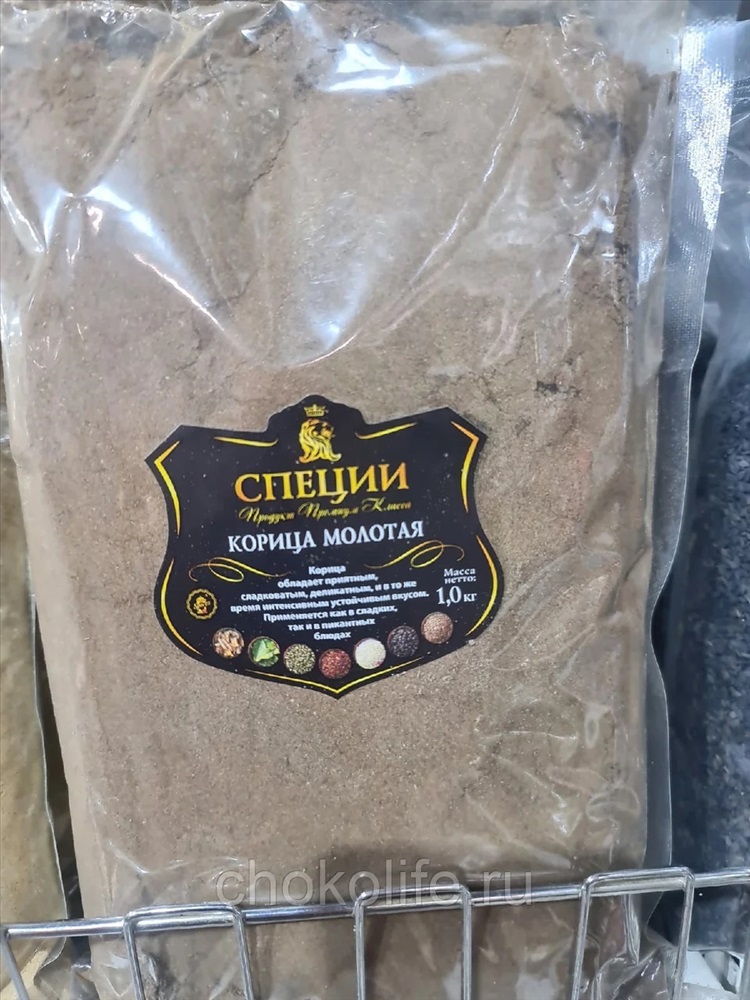 СПЕЦИИ
Продукт Премиум Класса
КОРИЦА МОЛОТАЯ
Корица
обладает приятным,
сладковатым, деликатным, и в то же
время интенсивным устойчивым вкусом.
Применяется как в сладких,
так и в пикантных
блюдах
Масса
нетто:
1,0 кг
chokolife.ru